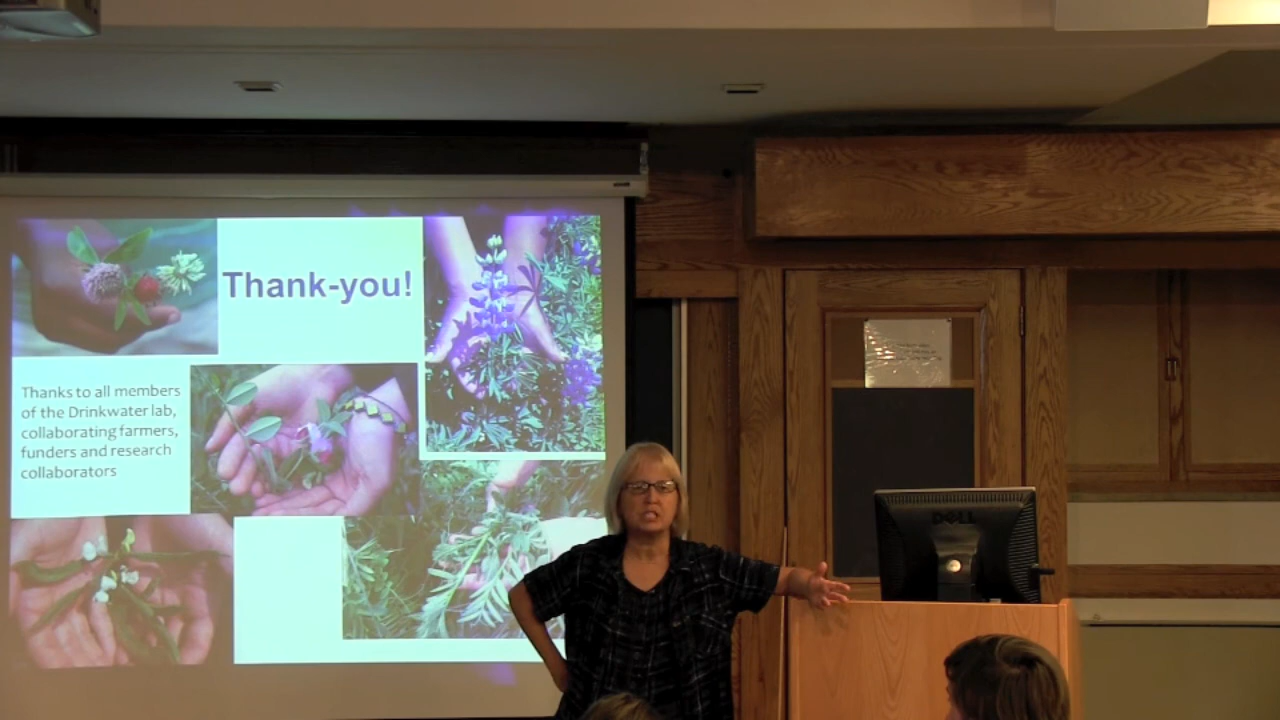 Thank-you!
Thanks to all members
of the Drinkwater lab,
collaborating farmers,
funders and research
collaborators
DELL